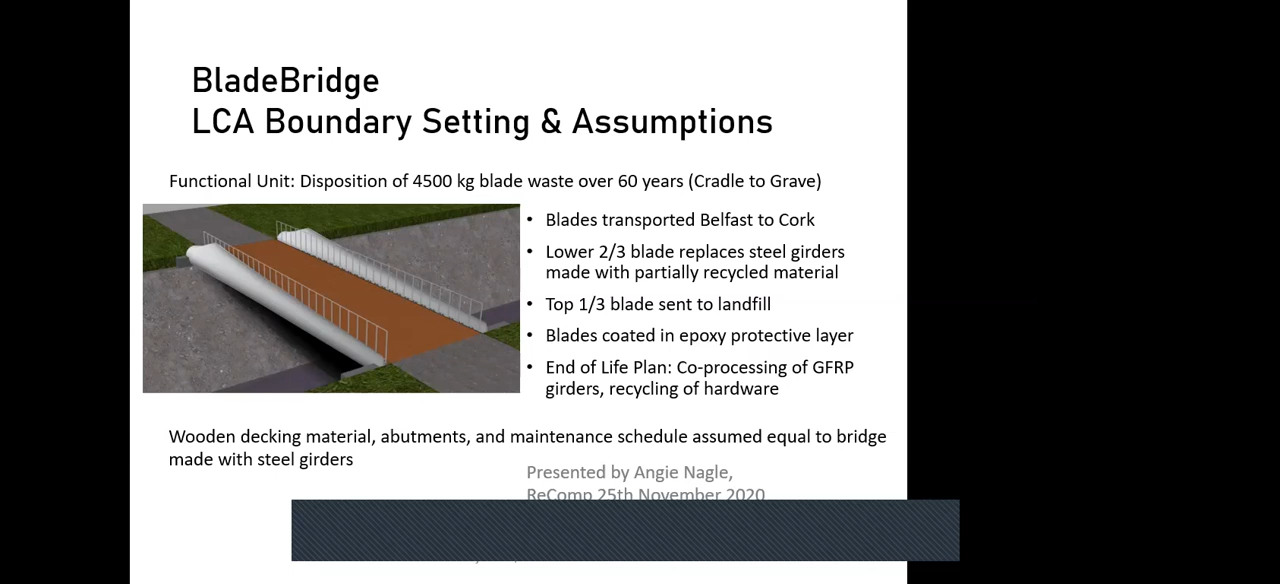 BladeBridge
LCA Boundary Setting & Assumptions
Functional Unit: Disposition of 4500 kg blade waste over 60 years (Cradle to Grave)
• Blades transported Belfast to Cork
• Lower 2/3 blade replaces steel girders
made with partially recycled material
• Top 1/3 blade sent to landfill
• Blades coated in epoxy protective layer
• End of Life Plan: Co-processing of GFRP
girders, recycling of hardware
Wooden decking material, abutments, and maintenance schedule assumed equal to bridge
made with steel girders
Presented by Angie Nagle,
ReComp 25th November 2020